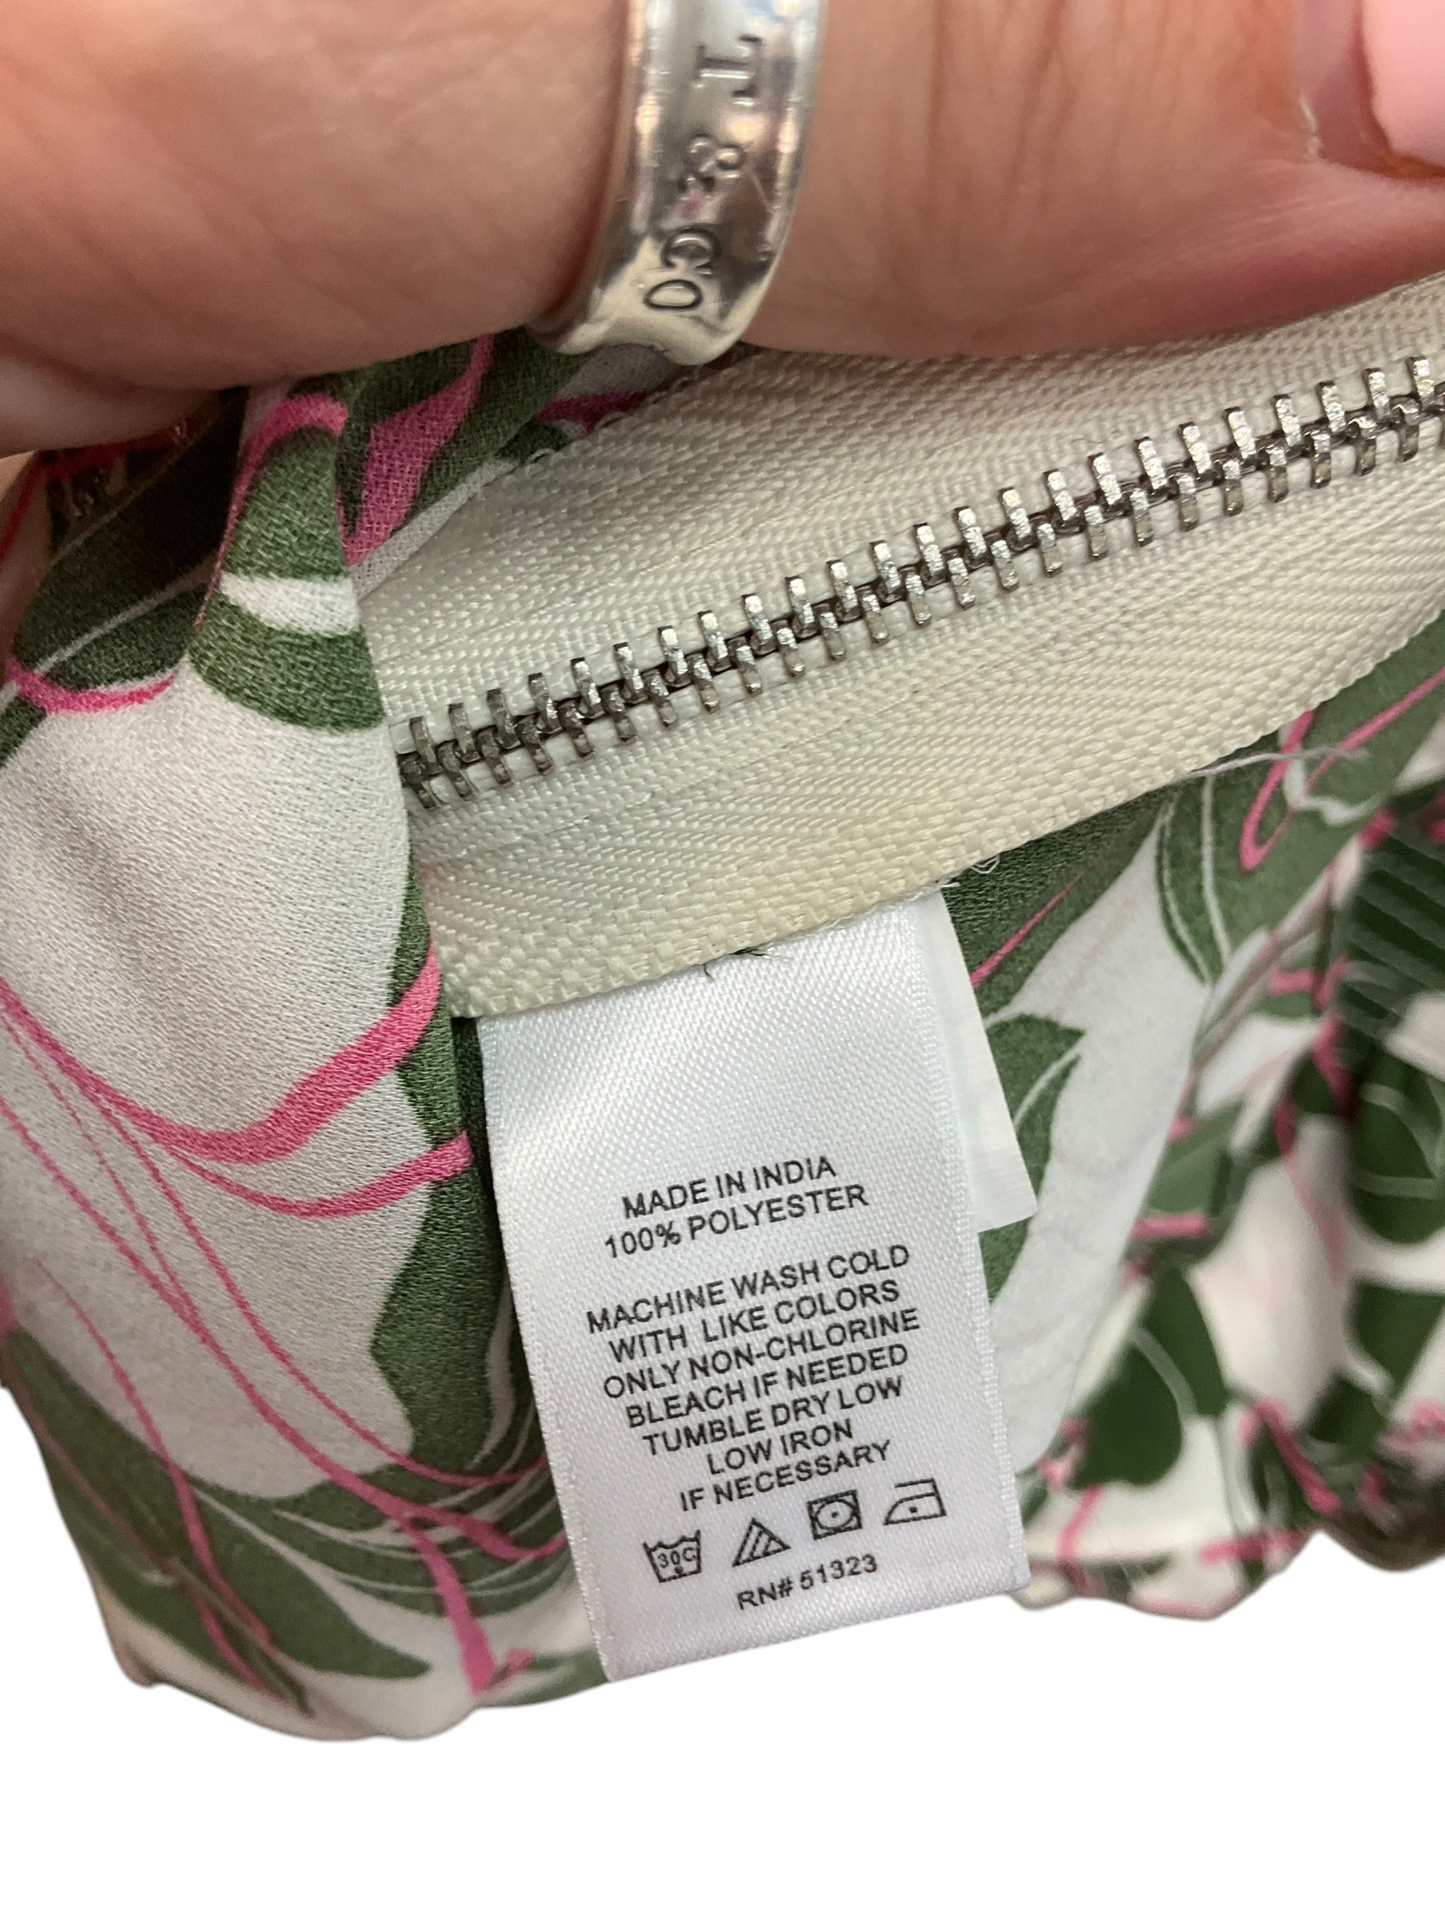 T & CO
MADE IN INDIA
100% POLYESTER
MACHINE WASH COLD
WITH LIKE COLORS
ONLY NON-CHLORINE
BLEACH IF NEEDED
TUMBLE DRY LOW
LOW IRON
IF NECESSARY
30C
RN# 51323